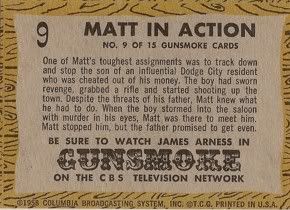 9
MATT IN ACTION
NO. 9 OF 15 GUNSMOKE CARDS
One of Matt's toughest assignments was to track down
and stop the son of an influential Dodge City resident
who was cheated out of his money. The boy had sworn
revenge, grabbed a rifle and started shooting up the
town. Despite the threats of his father, Matt knew what
he had to do. When the boy stormed into the saloon
with murder in his eyes, Matt was there to meet him.
Matt stopped him, but the father promised to get even.
BE SURE TO WATCH JAMES ARNESS IN
GUNSMOKE
ON THE CBS TELEVISION NETWORK
©1958 COLUMBIA BROADCASTING SYSTEM, INC. ©T.C.G. PRINTED IN U.S.A.